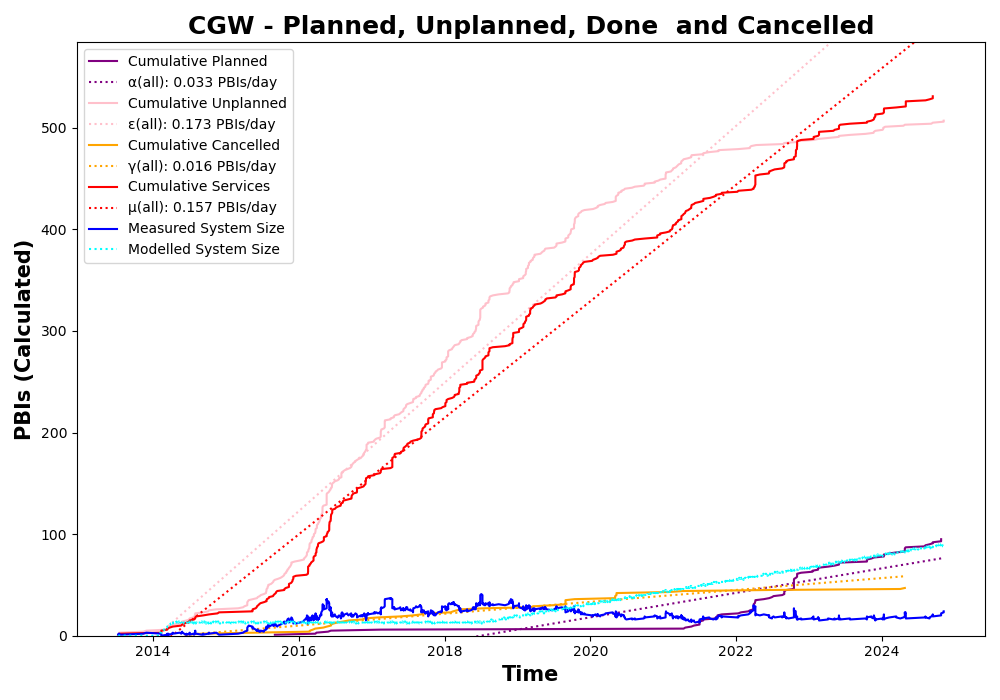 CGW - Planned, Unplanned, Done  and Cancelled
Cumulative Planned
α(all): 0.033 PBIs/day
Cumulative Unplanned
ε(all): 0.173 PBIs/day
Cumulative Cancelled
γ(all): 0.016 PBIs/day
Cumulative Services
μ(all): 0.157 PBIs/day
Measured System Size
Modelled System Size
PBIs (Calculated)
500
400
300
200
100
0
2014 2016 2018 2020 2022 2024
Time